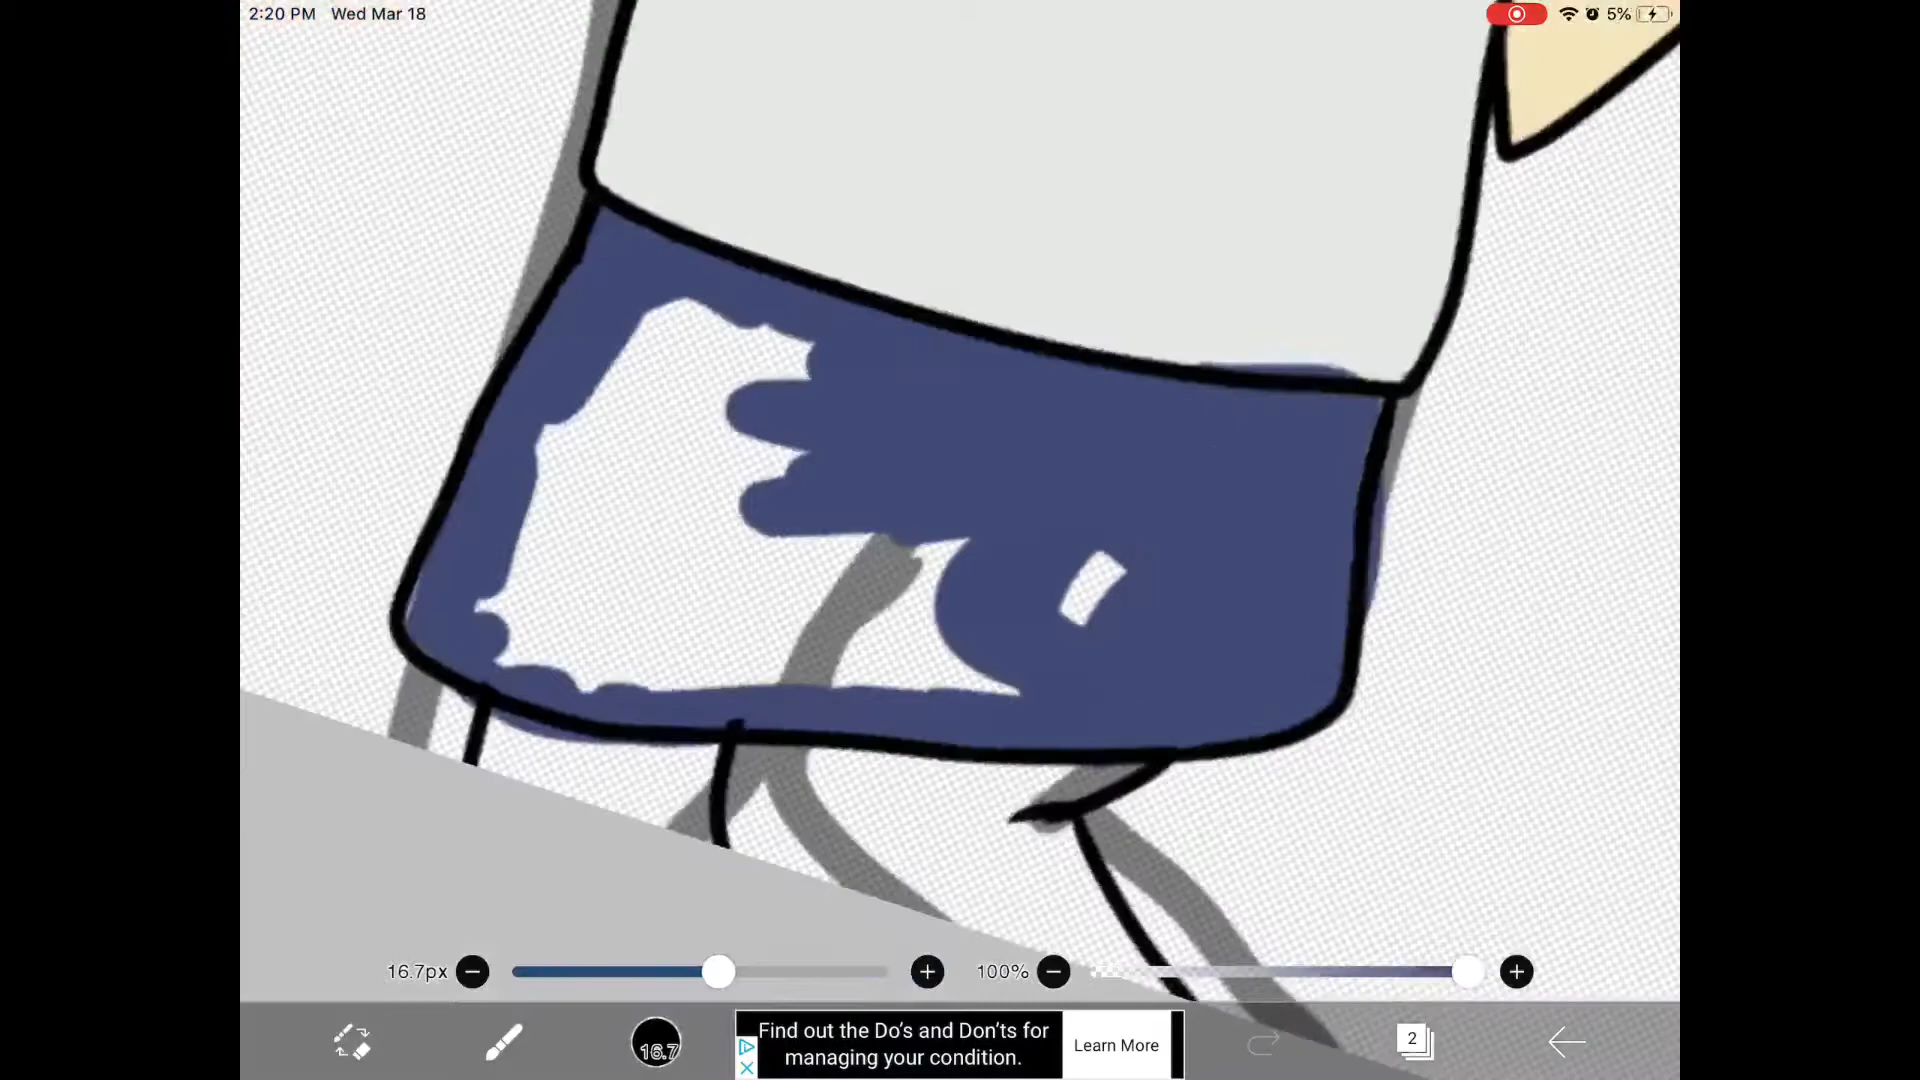 2:20 PM Wed Mar 18
5%
16.7px
100%
16.7
Find out the Do's and Don'ts for
managing your condition.
Learn More
2